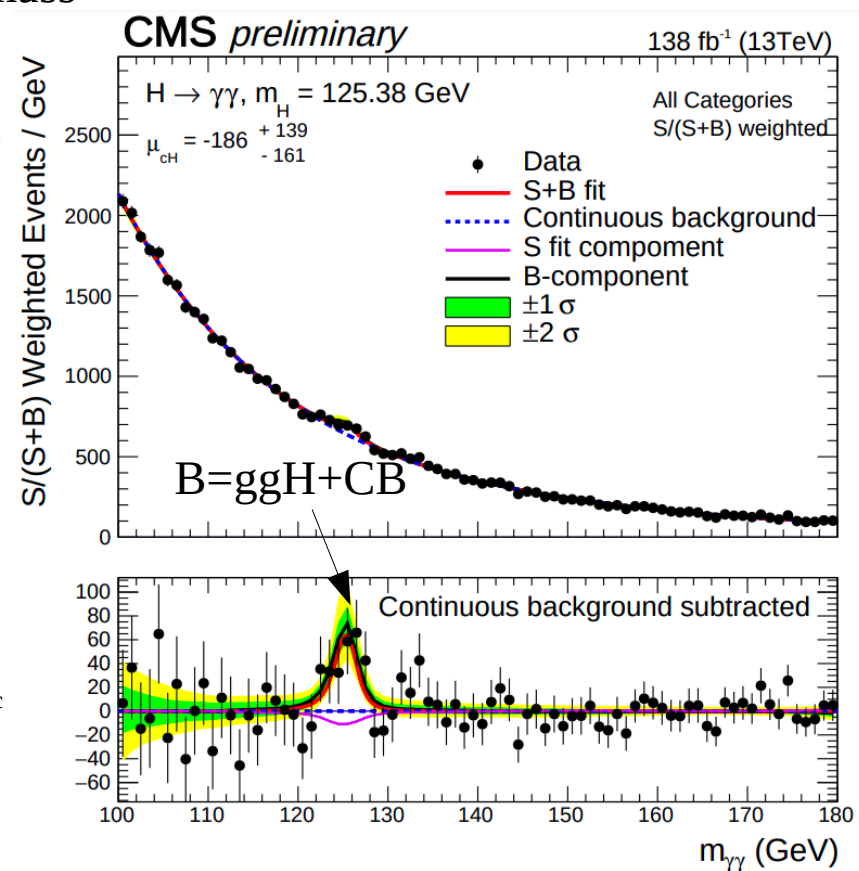 CMS preliminary
138 fb⁻¹ (13TeV)
H → γγ, m_H = 125.38 GeV
μ_cH = -186 + 139 - 161
All Categories
S/(S+B) weighted
Data
S+B fit
Continuous background
S fit compoment
B-component
±1 σ
±2 σ
S/(S+B) Weighted Events / GeV
2500
2000
1500
1000
500
0
B=ggH+CB
Continuous background subtracted
100
80
60
40
20
0
−20
−40
−60
100 110 120 130 140 150 160 170 180
m_γγ (GeV)